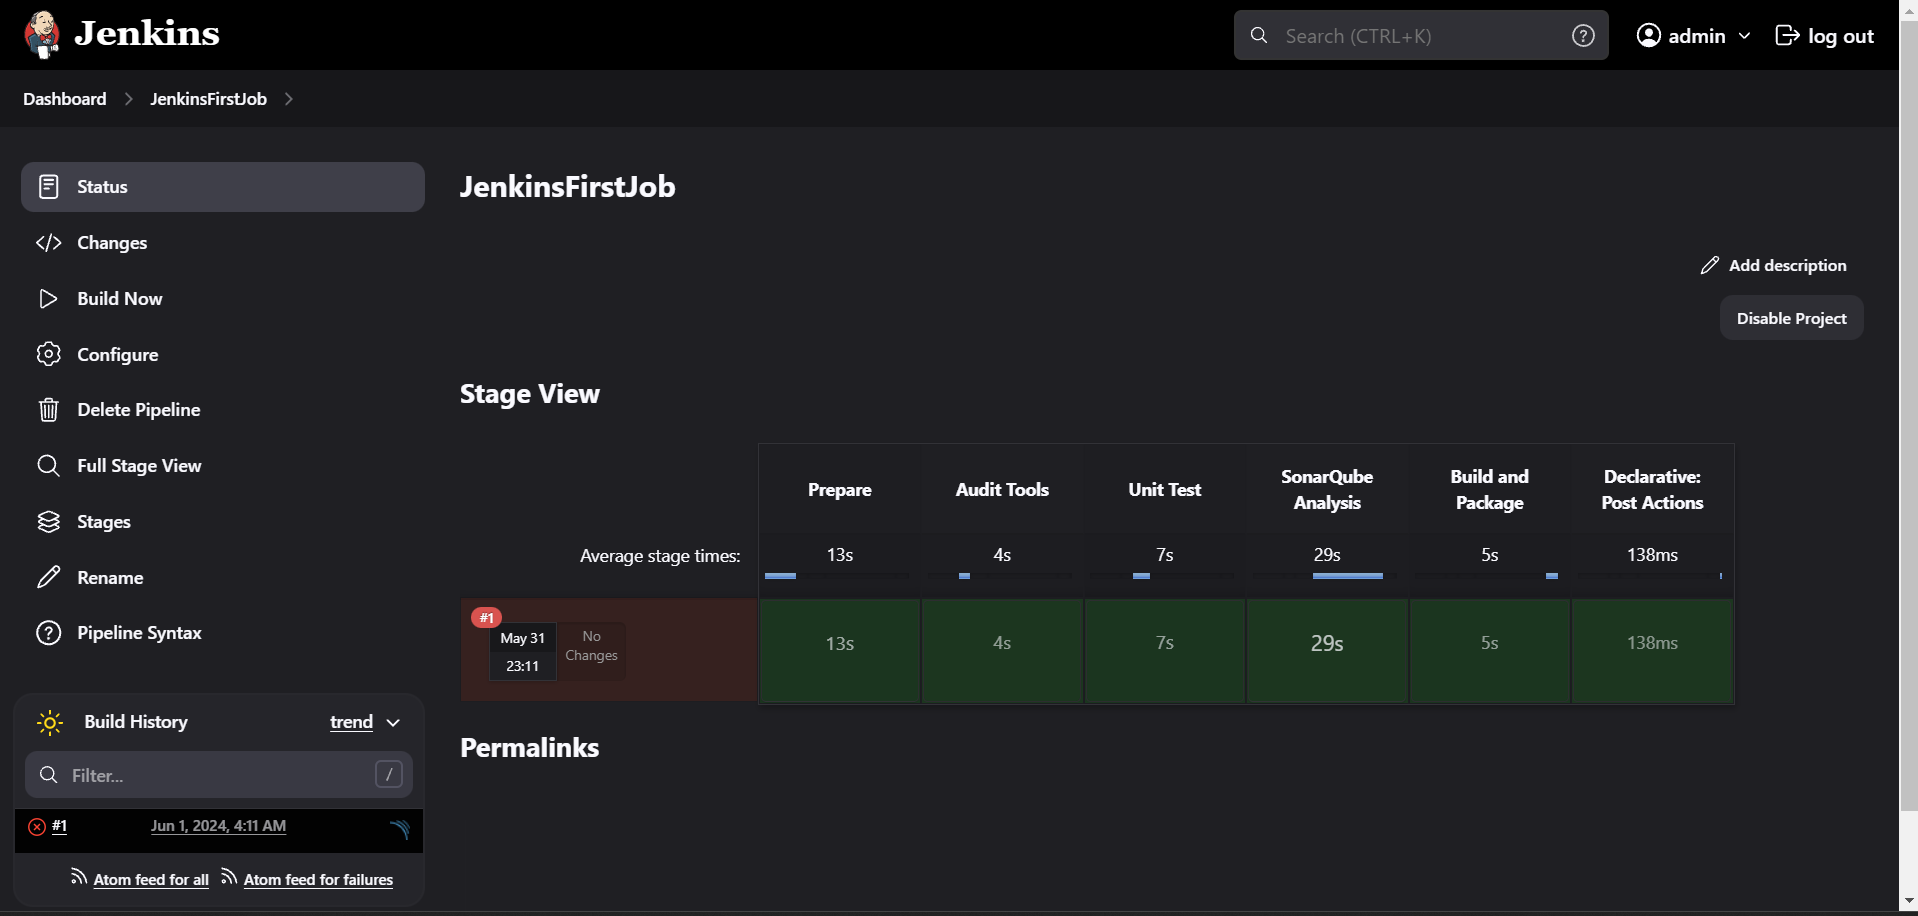 Jenkins
Search (CTRL+K)
admin
log out
Dashboard
JenkinsFirstJob
Status
Changes
Build Now
Configure
Delete Pipeline
Full Stage View
Stages
Rename
Pipeline Syntax
Build History
trend
Filter...
/
#1
Jun 1, 2024, 4:11 AM
Atom feed for all
Atom feed for failures
JenkinsFirstJob
Add description
Disable Project
Stage View
Prepare
Audit Tools
Unit Test
SonarQube
Analysis
Build and
Package
Declarative:
Post Actions
Average stage times:
13s
4s
7s
29s
5s
138ms
#1
May 31
23:11
No
Changes
13s
4s
7s
29s
5s
138ms
Permalinks